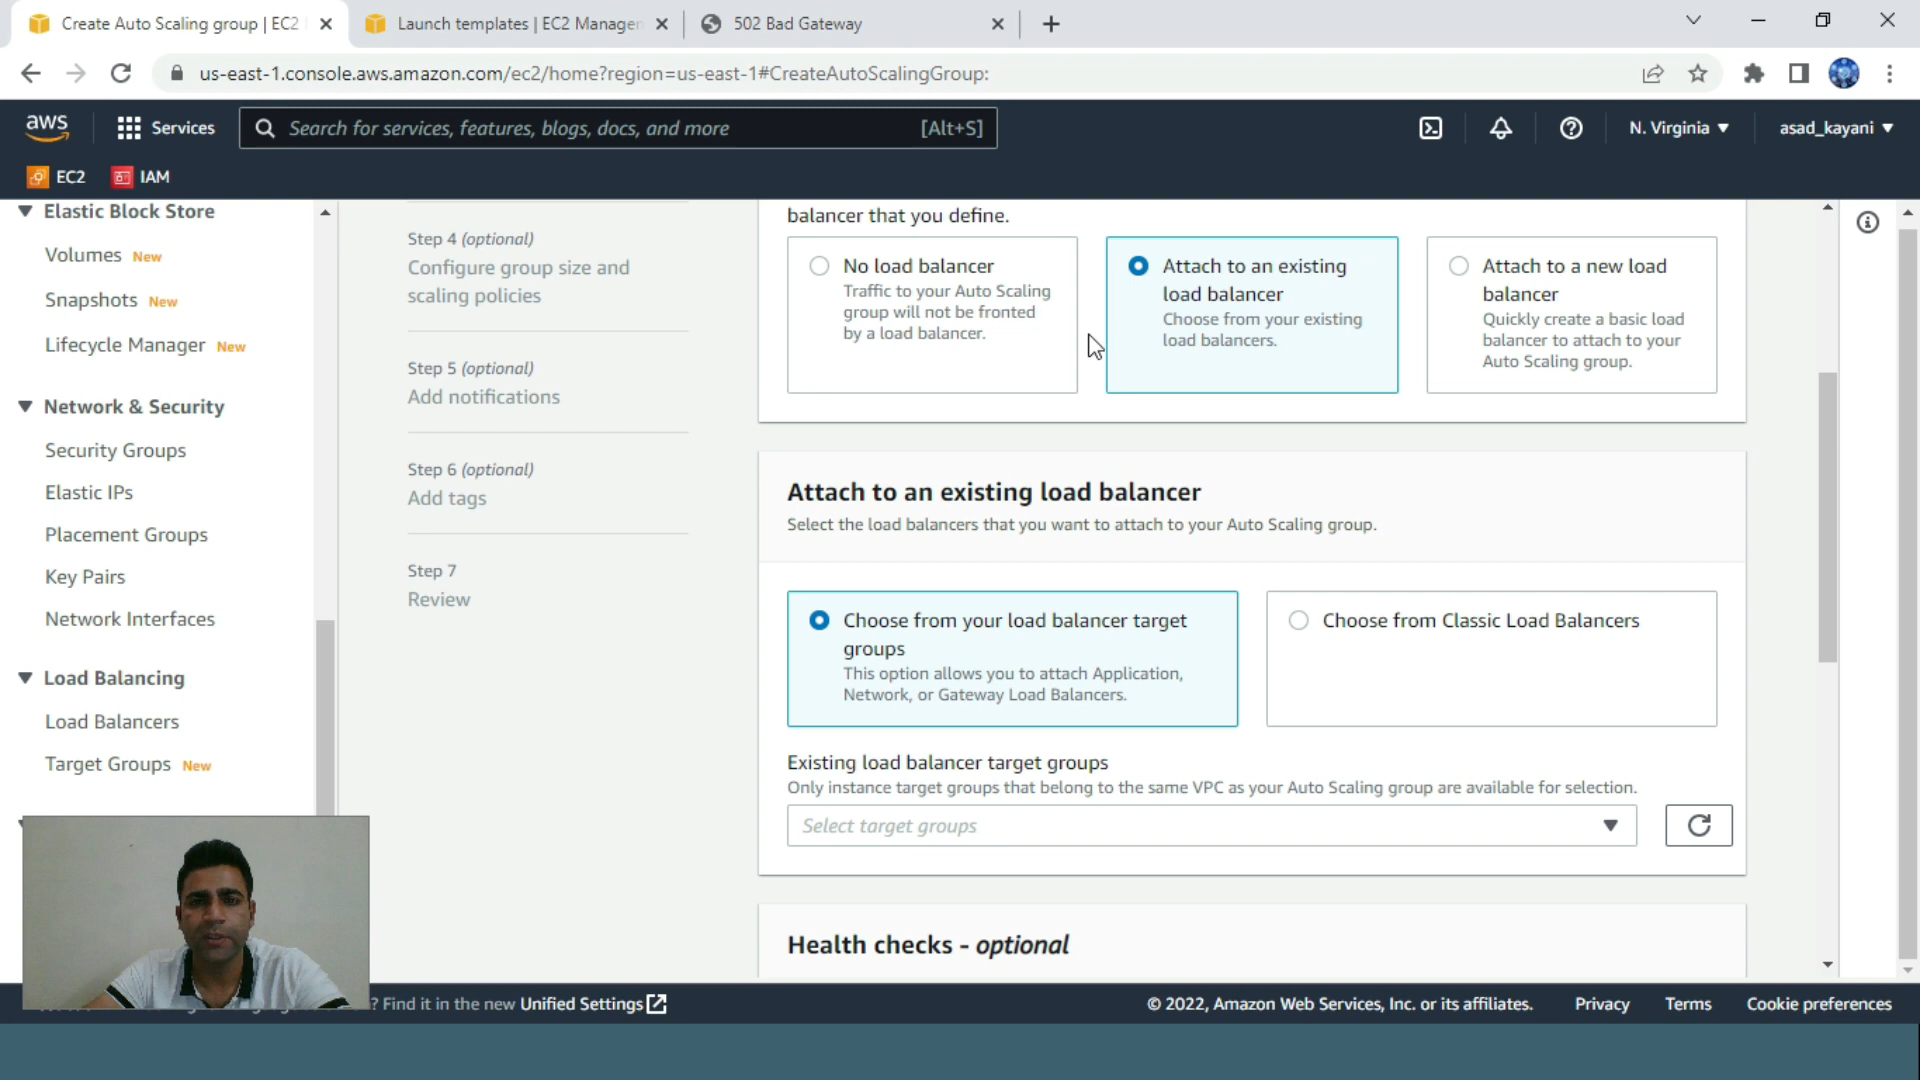 Create Auto Scaling group | EC2
Launch templates | EC2 Manager
502 Bad Gateway
us-east-1.console.aws.amazon.com/ec2/home?region=us-east-1#CreateAutoScalingGroup:
aws
Services
Search for services, features, blogs, docs, and more
[Alt+S]
N. Virginia
asad_kayani
EC2
IAM
Elastic Block Store
Volumes New
Snapshots New
Lifecycle Manager New
Network & Security
Security Groups
Elastic IPs
Placement Groups
Key Pairs
Network Interfaces
Load Balancing
Load Balancers
Target Groups New
Step 4 (optional)
Configure group size and
scaling policies
Step 5 (optional)
Add notifications
Step 6 (optional)
Add tags
Step 7
Review
balancer that you define.
No load balancer
Traffic to your Auto Scaling
group will not be fronted
by a load balancer.
Attach to an existing
load balancer
Choose from your existing
load balancers.
Attach to a new load
balancer
Quickly create a basic load
balancer to attach to your
Auto Scaling group.
Attach to an existing load balancer
Select the load balancers that you want to attach to your Auto Scaling group.
Choose from your load balancer target
groups
This option allows you to attach Application,
Network, or Gateway Load Balancers.
Choose from Classic Load Balancers
Existing load balancer target groups
Only instance target groups that belong to the same VPC as your Auto Scaling group are available for selection.
Select target groups
Health checks - optional
? Find it in the new Unified Settings
© 2022, Amazon Web Services, Inc. or its affiliates.
Privacy
Terms
Cookie preferences